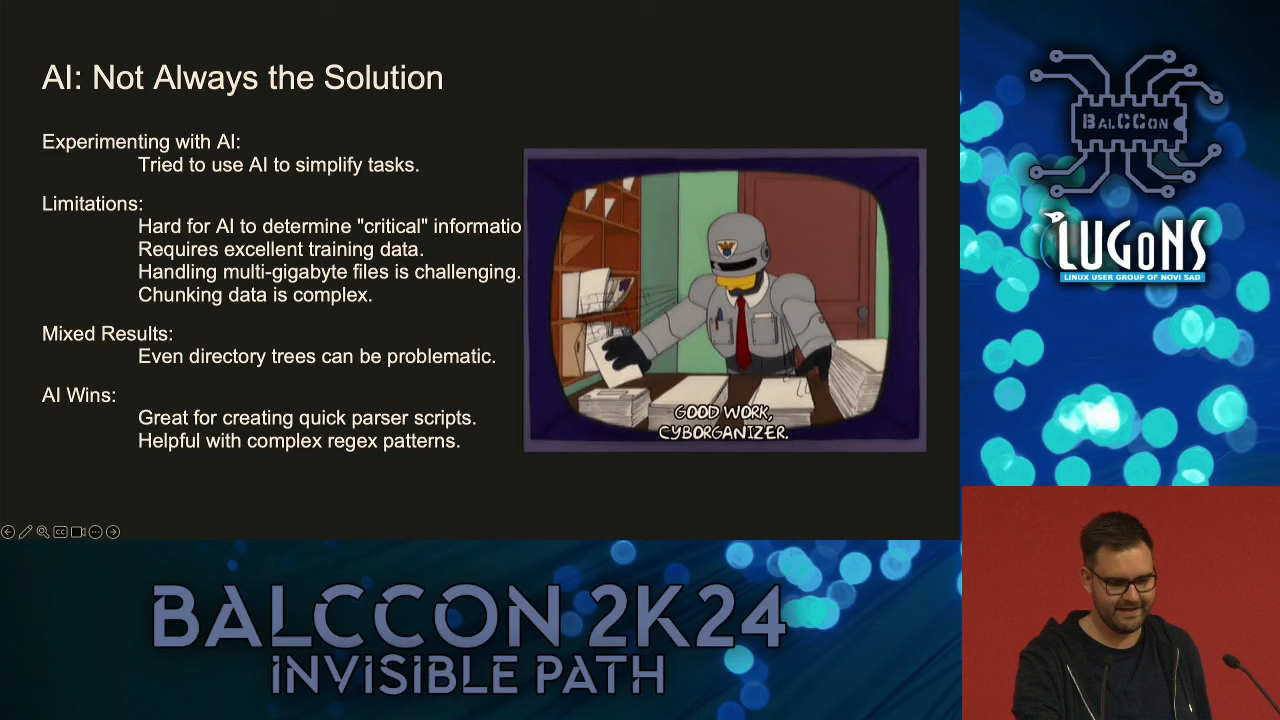 AI: Not Always the Solution
Experimenting with AI:
Tried to use AI to simplify tasks.
Limitations:
Hard for AI to determine "critical" informatio
Requires excellent training data.
Handling multi-gigabyte files is challenging.
Chunking data is complex.
Mixed Results:
Even directory trees can be problematic.
AI Wins:
Great for creating quick parser scripts.
Helpful with complex regex patterns.
GOOD WORK,
CYBORGANIZER.
CC
BALCCON
LUGoNS
LINUX USER GROUP OF NOVI SAD
BALCCON 2K24
INVISIBLE PATH